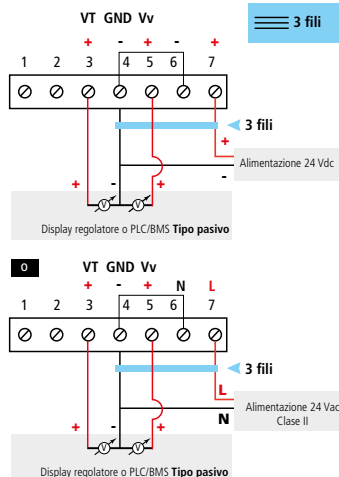 3 fili
VT GND Vv
+ - + - +
1 2 3 4 5 6 7
3 fili
+
Alimentazione 24 Vdc
-
+ - +
V V
Display regolatore o PLC/BMS Tipo pasivo
o
VT GND Vv
+ - + N L
1 2 3 4 5 6 7
3 fili
L
Alimentazione 24 Vac
Clase II
N
+ - +
V V
Display regolatore o PLC/BMS Tipo pasivo